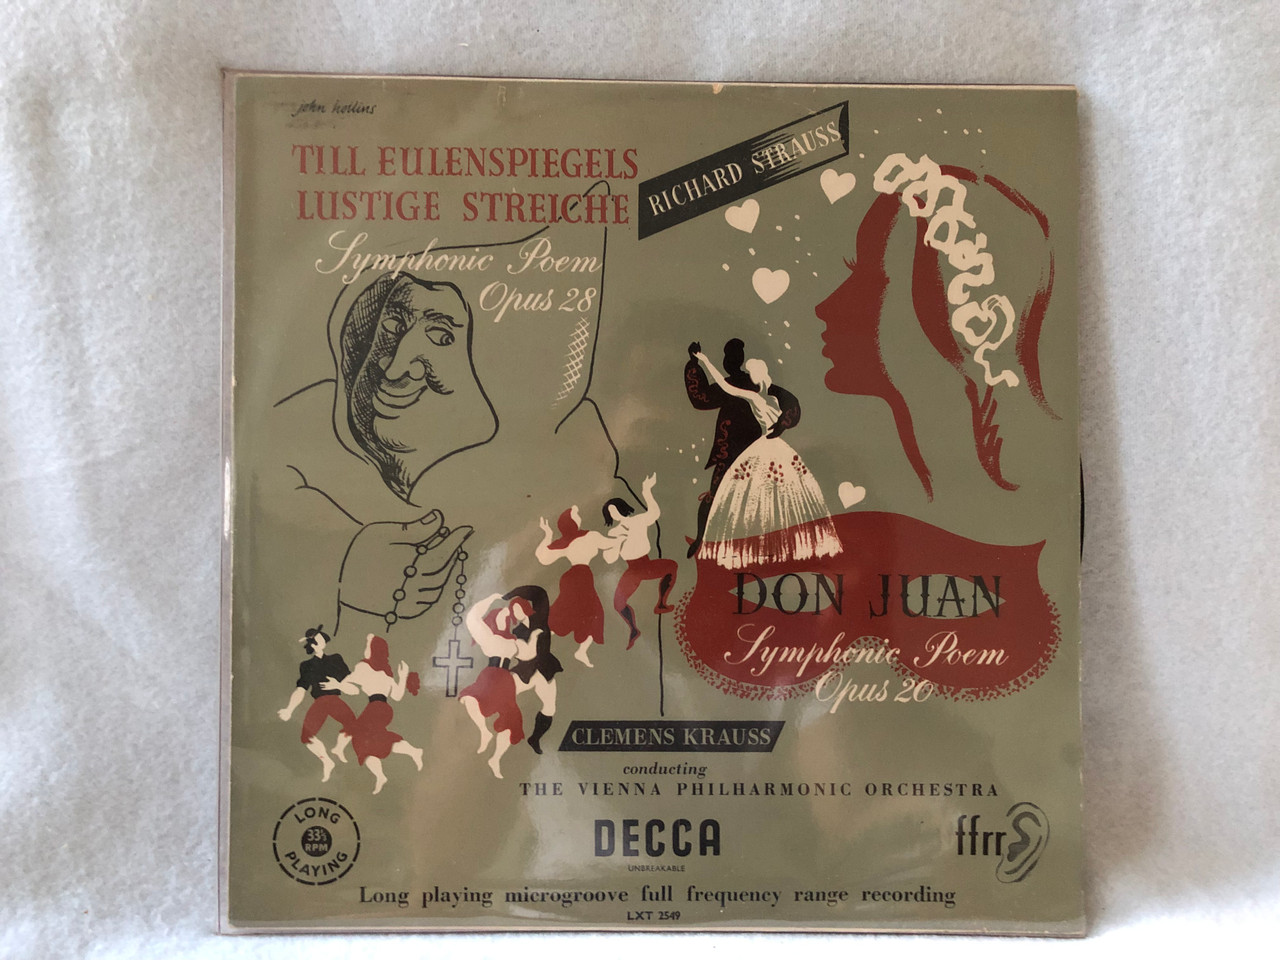 john hollins
TILL EULENSPIEGELS
LUSTIGE STREICHE
Symphonic Poem
Opus 28
RICHARD STRAUSS
DON JUAN
Symphonic Poem
Opus 20
CLEMENS KRAUSS
conducting
THE VIENNA PHILHARMONIC ORCHESTRA
LONG
33⅓
RPM
PLAYING
DECCA
UNBREAKABLE
ffrr
Long playing microgroove full frequency range recording
LXT 2549